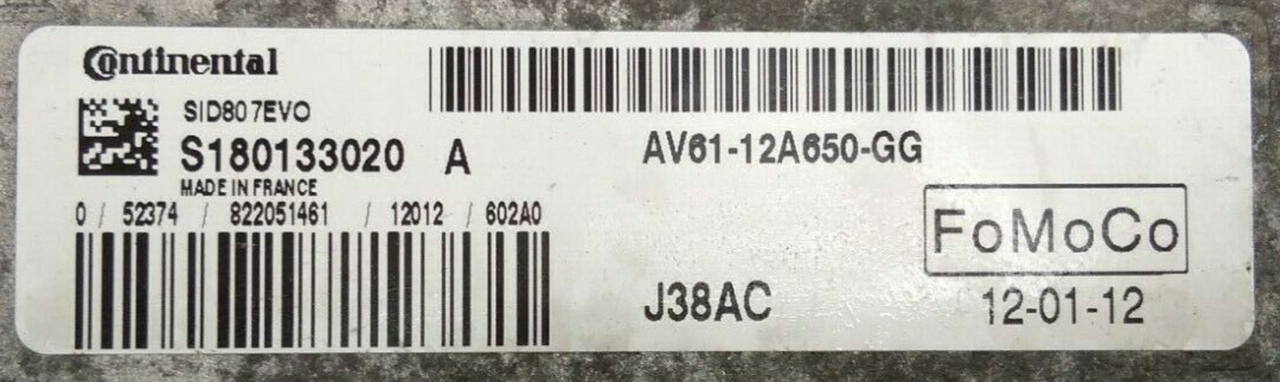 Continental
SID807EVO
S180133020 A
MADE IN FRANCE
0 / 52374 / 822051461 / 12012 / 602A0
AV61-12A650-GG
FoMoCo
J38AC
12-01-12